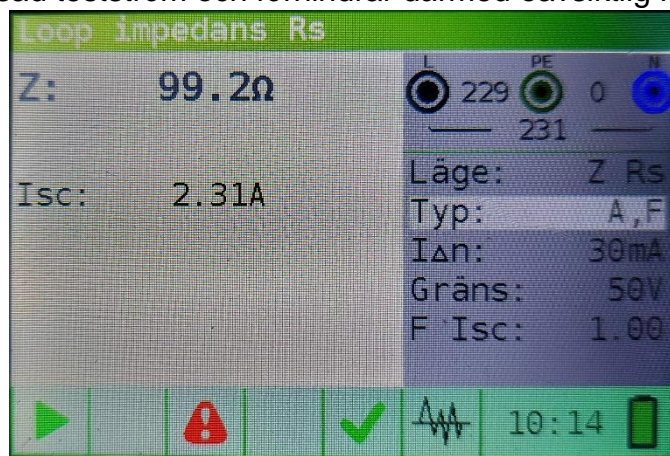 Loop impedans Rs
Z: 99.2Ω
Isc: 2.31A
L PE N
229 0
231
Läge: Z Rs
Typ: A,F
IΔn: 30mA
Gräns: 50V
F Isc: 1.00
10:14